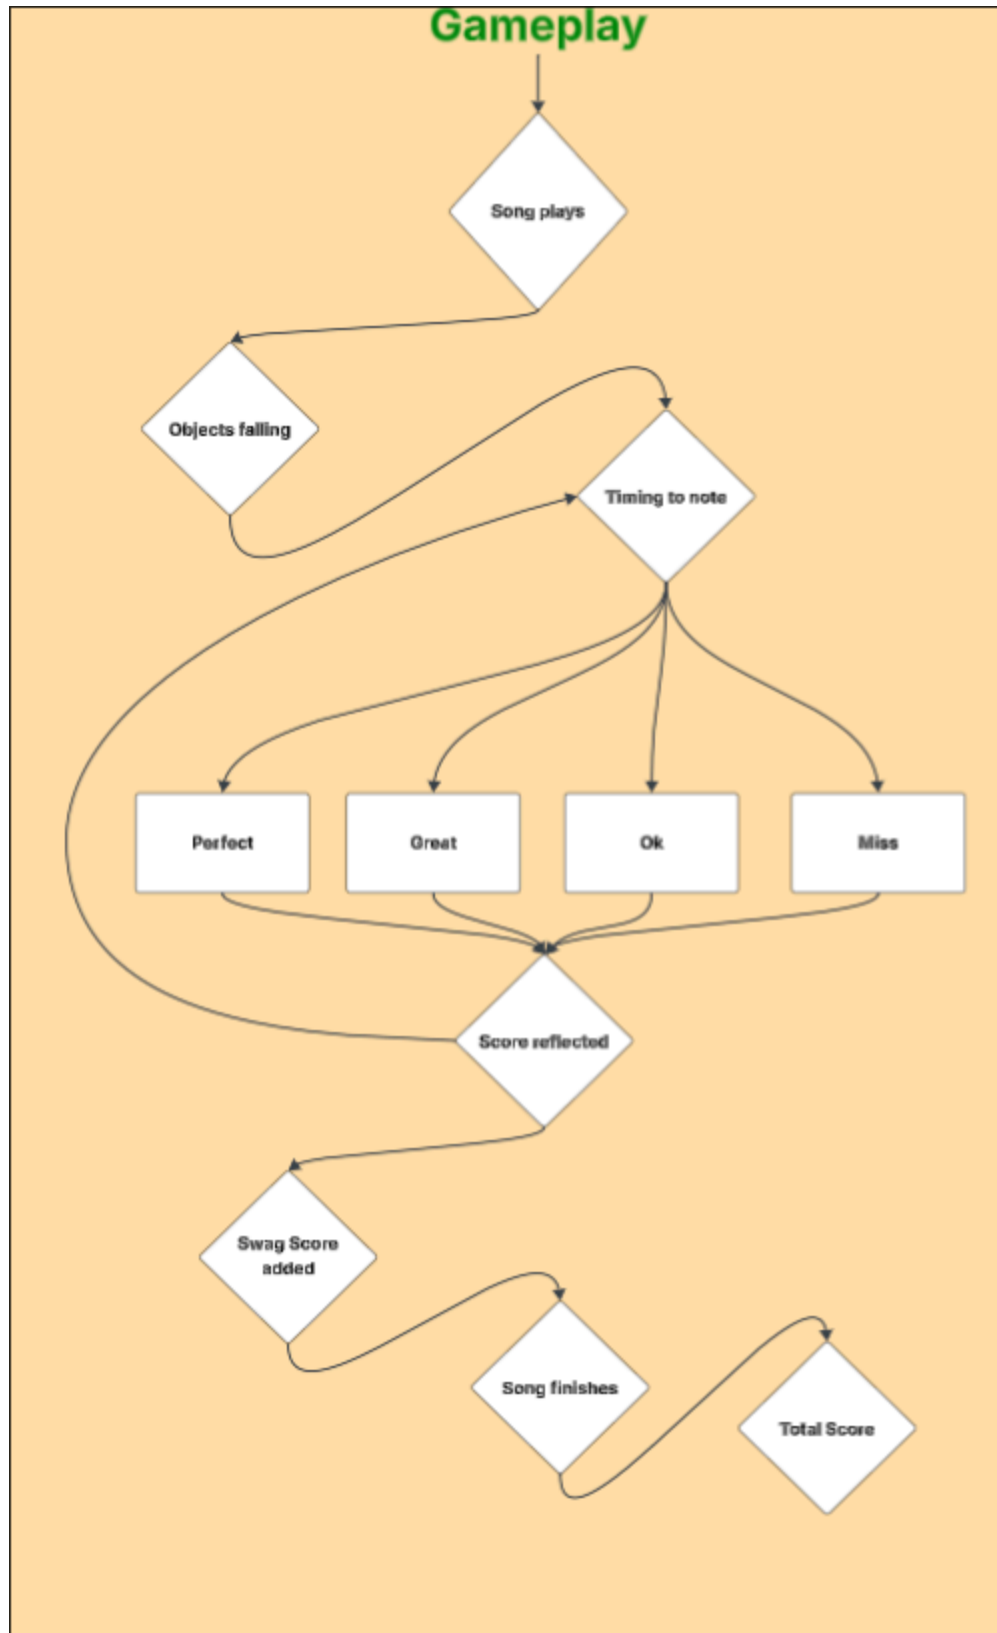 Gameplay
Song plays
Objects falling
Timing to note
Perfect
Great
Ok
Miss
Score reflected
Swag Score
added
Song finishes
Total Score